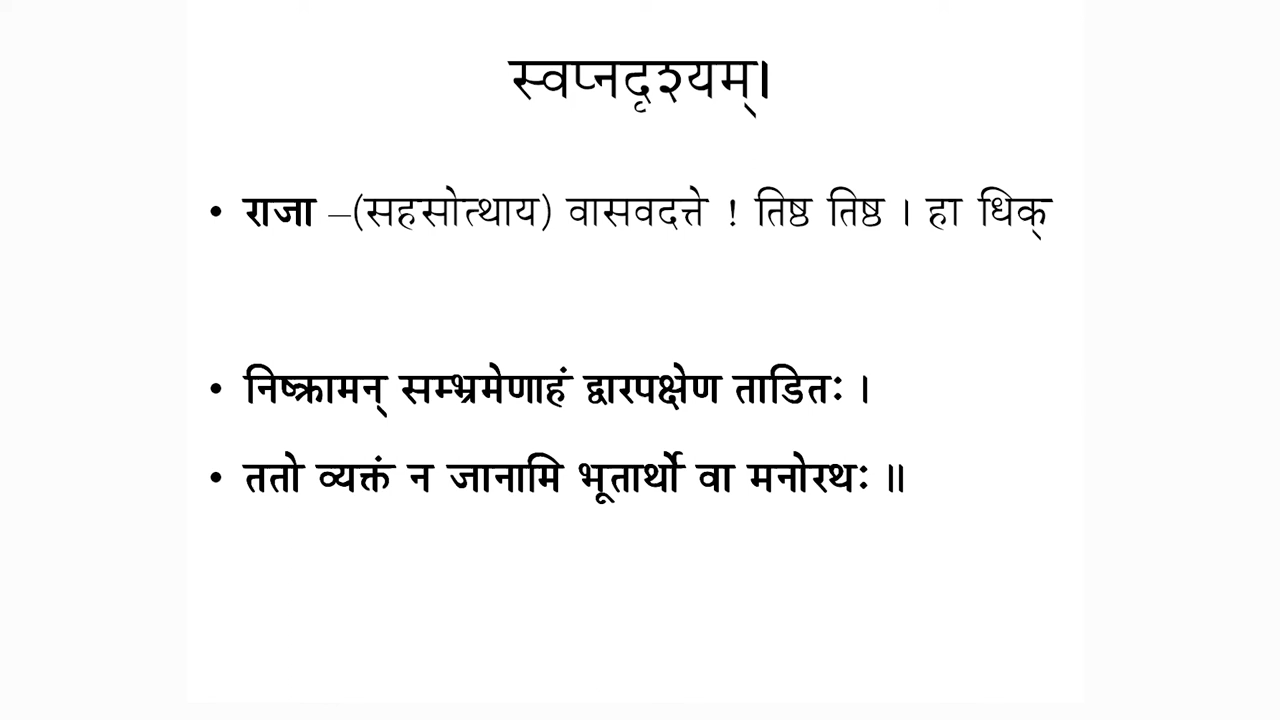 स्वप्नदृश्यम्।
• राजा –(सहसोत्थाय) वासवदत्ते ! तिष्ठ तिष्ठ । हा धिक्
• निष्क्रामन् सम्भ्रमेणाहं द्वारपक्षेण ताडितः ।
• ततो व्यक्तं न जानामि भूतार्थो वा मनोरथः ॥